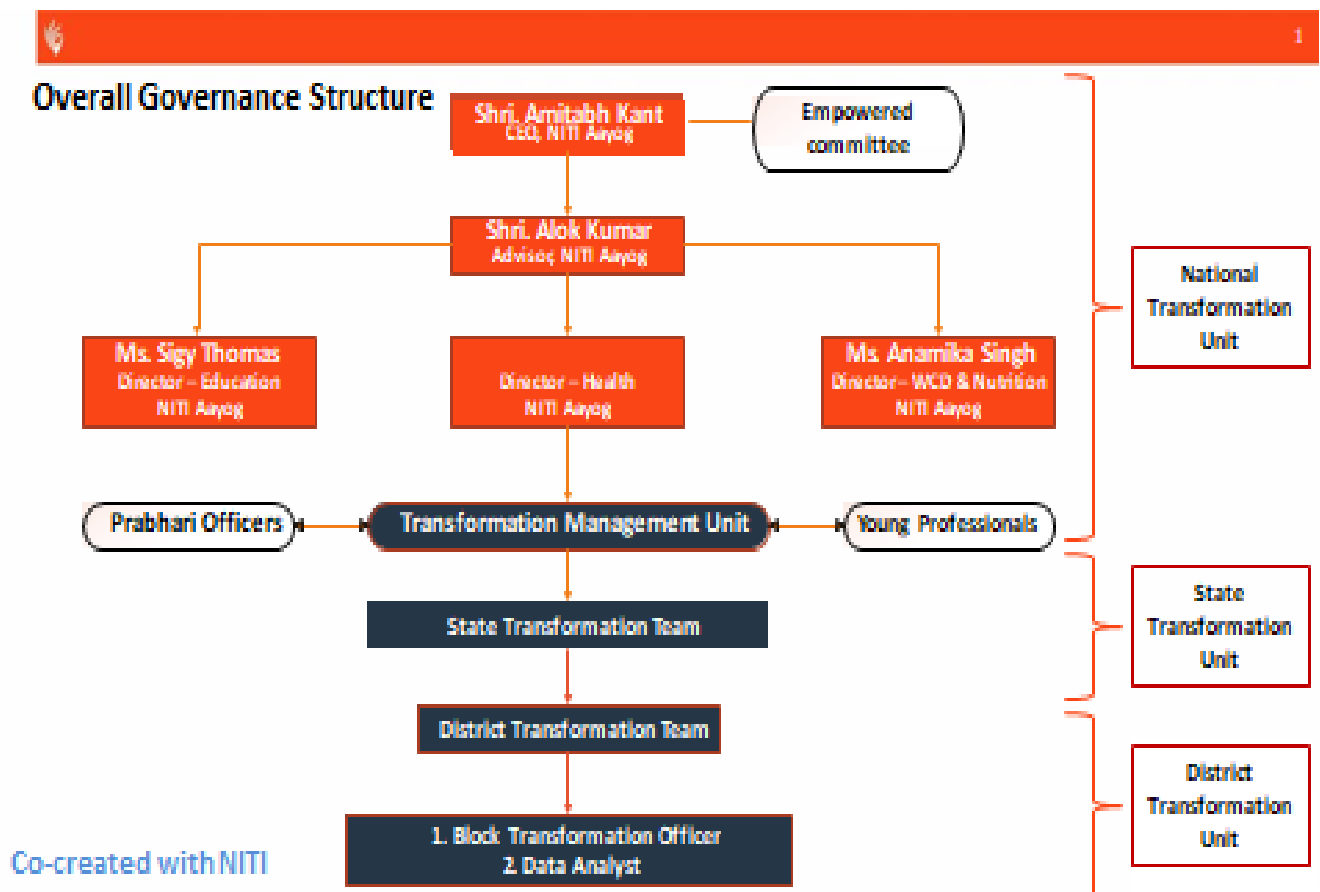 1
Overall Governance Structure
Shri. Amitabh Kant
CEO, NITI Aayog
Empowered
committee
Shri. Alok Kumar
Advisor, NITI Aayog
National
Transformation
Unit
Ms. Sigy Thomas
Director – Education
NITI Aayog
Director – Health
NITI Aayog
Ms. Anamika Singh
Director – WCD & Nutrition
NITI Aayog
Prabhari Officers
Transformation Management Unit
Young Professionals
State Transformation Team
State
Transformation
Unit
District Transformation Team
District
Transformation
Unit
1. Block Transformation Officer
2. Data Analyst
Co-created with NITI